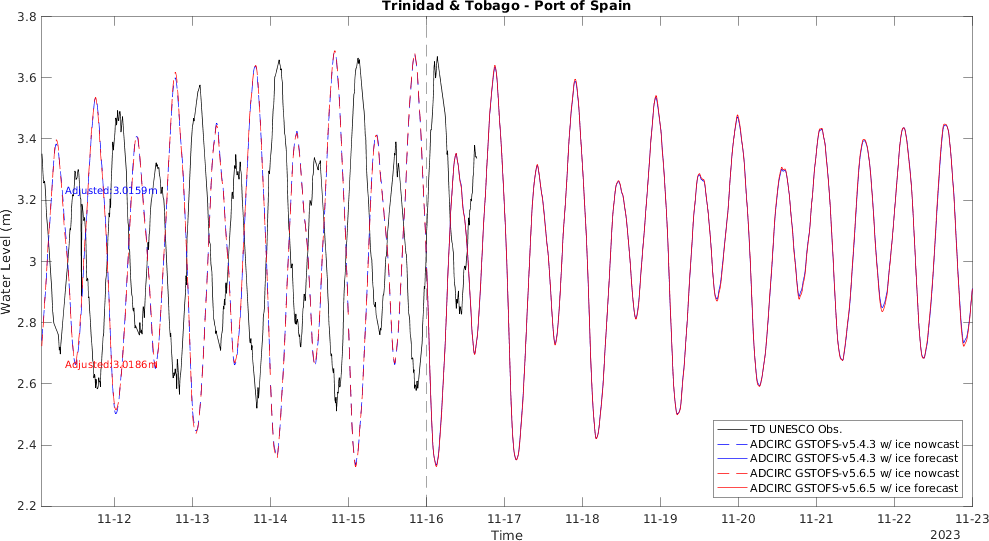 Trinidad & Tobago - Port of Spain
3.8
3.6
3.4
3.2
3
2.8
2.6
2.4
2.2
Water Level (m)
Adjusted:3.0159m
Adjusted:3.0186m
TD UNESCO Obs.
ADCIRC GSTOFS-v5.4.3 w/ ice nowcast
ADCIRC GSTOFS-v5.4.3 w/ ice forecast
ADCIRC GSTOFS-v5.6.5 w/ ice nowcast
ADCIRC GSTOFS-v5.6.5 w/ ice forecast
11-12 11-13 11-14 11-15 11-16 11-17 11-18 11-19 11-20 11-21 11-22 11-23
Time
2023